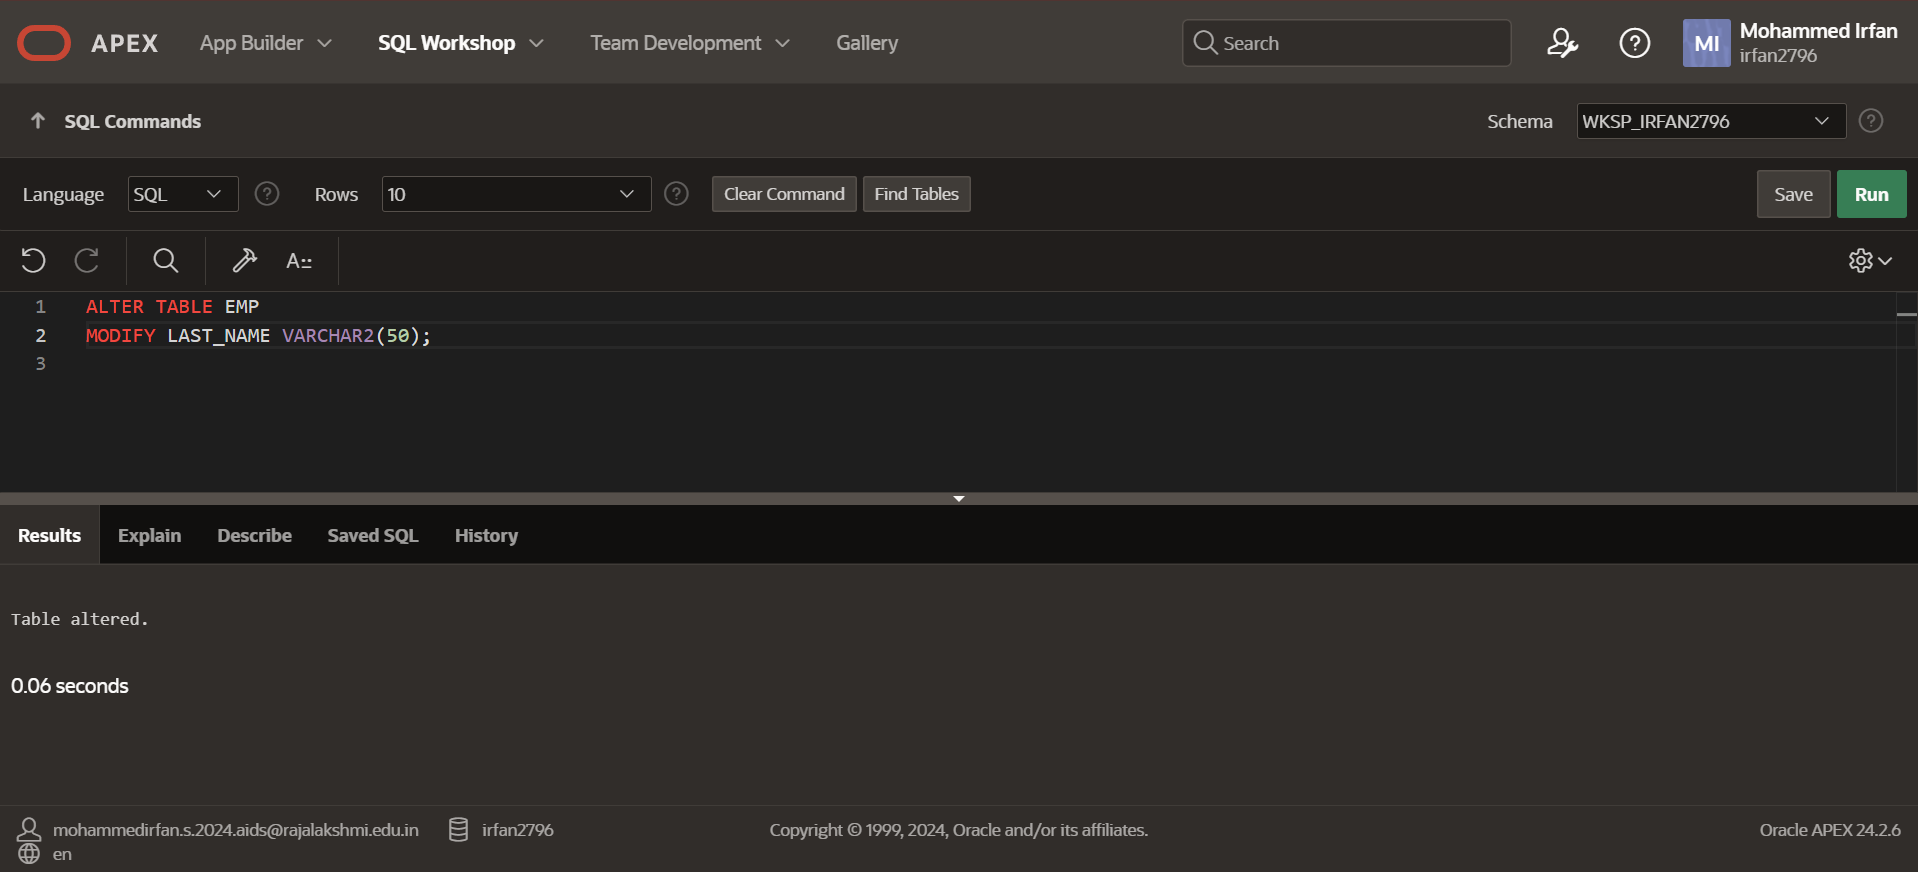 APEX App Builder SQL Workshop Team Development Gallery Search MI Mohammed Irfan
irfan2796
SQL Commands Schema WKSP_IRFAN2796
Language SQL Rows 10 Clear Command Find Tables Save Run
A::
1 ALTER TABLE EMP
2 MODIFY LAST_NAME VARCHAR2(50);
3
Results Explain Describe Saved SQL History
Table altered.
0.06 seconds
mohammedirfan.s.2024.aids@rajalakshmi.edu.in irfan2796 Copyright © 1999, 2024, Oracle and/or its affiliates. Oracle APEX 24.2.6
en